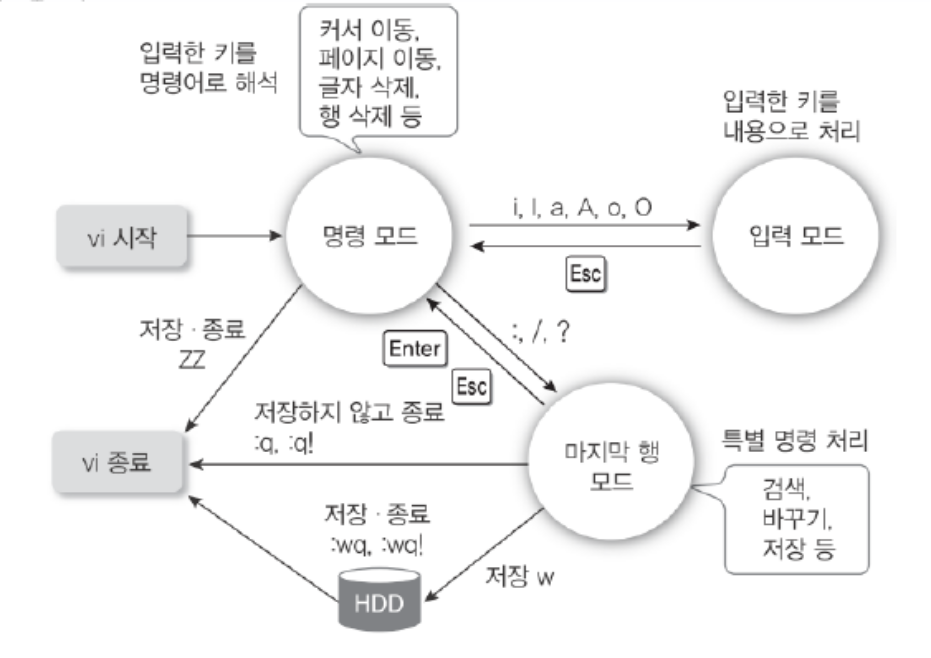 입력한 키를
명령어로 해석
커서 이동,
페이지 이동,
글자 삭제,
행 삭제 등
입력한 키를
내용으로 처리
vi 시작
명령 모드
i, I, a, A, o, O
Esc
입력 모드
저장 · 종료
ZZ
:, /, ?
Enter
Esc
저장하지 않고 종료
:q, :q!
vi 종료
마지막 행
모드
특별 명령 처리
검색,
바꾸기,
저장 등
저장 · 종료
:wq, :wq!
저장 w
HDD